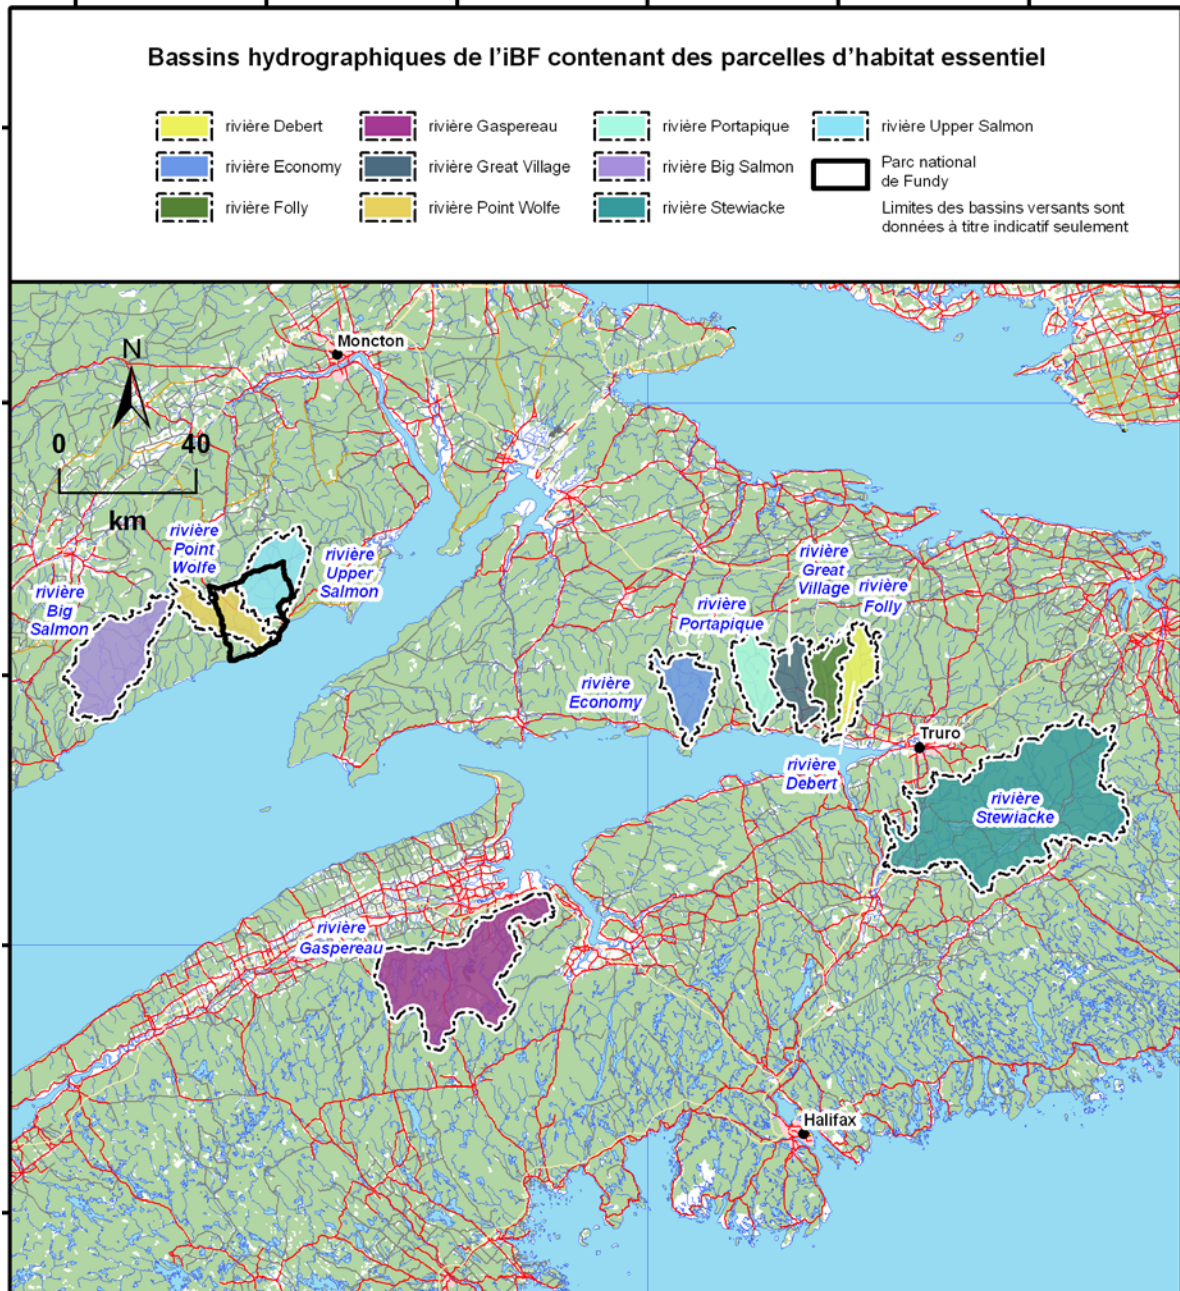 Bassins hydrographiques de l'iBF contenant des parcelles d'habitat essentiel
rivière Debert
rivière Gaspereau
rivière Portapique
rivière Upper Salmon
rivière Economy
rivière Great Village
rivière Big Salmon
Parc national
de Fundy
rivière Folly
rivière Point Wolfe
rivière Stewiacke
Limites des bassins versants sont
données à titre indicatif seulement
Moncton
N
0
40
km
rivière
Point
Wolfe
rivière
Upper
Salmon
rivière
Big
Salmon
rivière
Great
Village
rivière
Folly
rivière
Portapique
rivière
Economy
Truro
rivière
Debert
rivière
Stewiacke
rivière
Gaspereau
Halifax